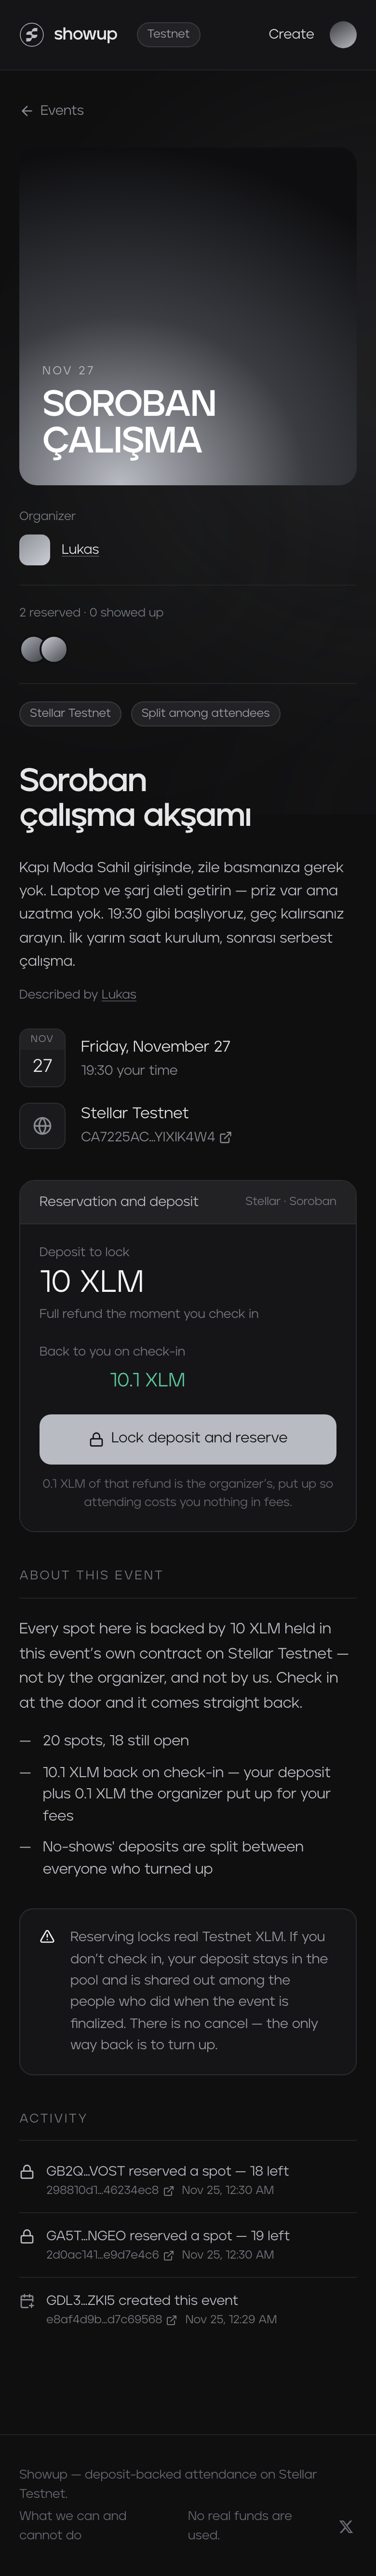 showup
Testnet
Create
Events
NOV 27
SOROBAN
ÇALIŞMA
Organizer
Lukas
2 reserved · 0 showed up
Stellar Testnet
Split among attendees
Soroban
çalışma akşamı
Kapı Moda Sahil girişinde, zile basmanıza gerek
yok. Laptop ve şarj aleti getirin — priz var ama
uzatma yok. 19:30 gibi başlıyoruz, geç kalırsanız
arayın. İlk yarım saat kurulum, sonrası serbest
çalışma.
Described by Lukas
NOV
27
Friday, November 27
19:30 your time
Stellar Testnet
CA7225AC...YIXIK4W4
Reservation and deposit
Stellar · Soroban
Deposit to lock
10 XLM
Full refund the moment you check in
Back to you on check-in
10.1 XLM
Lock deposit and reserve
0.1 XLM of that refund is the organizer's, put up so
attending costs you nothing in fees.
ABOUT THIS EVENT
Every spot here is backed by 10 XLM held in
this event's own contract on Stellar Testnet —
not by the organizer, and not by us. Check in
at the door and it comes straight back.
— 20 spots, 18 still open
— 10.1 XLM back on check-in — your deposit
plus 0.1 XLM the organizer put up for your
fees
— No-shows' deposits are split between
everyone who turned up
Reserving locks real Testnet XLM. If you
don't check in, your deposit stays in the
pool and is shared out among the
people who did when the event is
finalized. There is no cancel — the only
way back is to turn up.
ACTIVITY
GB2Q...VOST reserved a spot — 18 left
298810d1...46234ec8 Nov 25, 12:30 AM
GA5T...NGEO reserved a spot — 19 left
2d0ac141...e9d7e4c6 Nov 25, 12:30 AM
GDL3...ZKI5 created this event
e8af4d9b...d7c69568 Nov 25, 12:29 AM
Showup — deposit-backed attendance on Stellar
Testnet.
What we can and
cannot do
No real funds are
used.